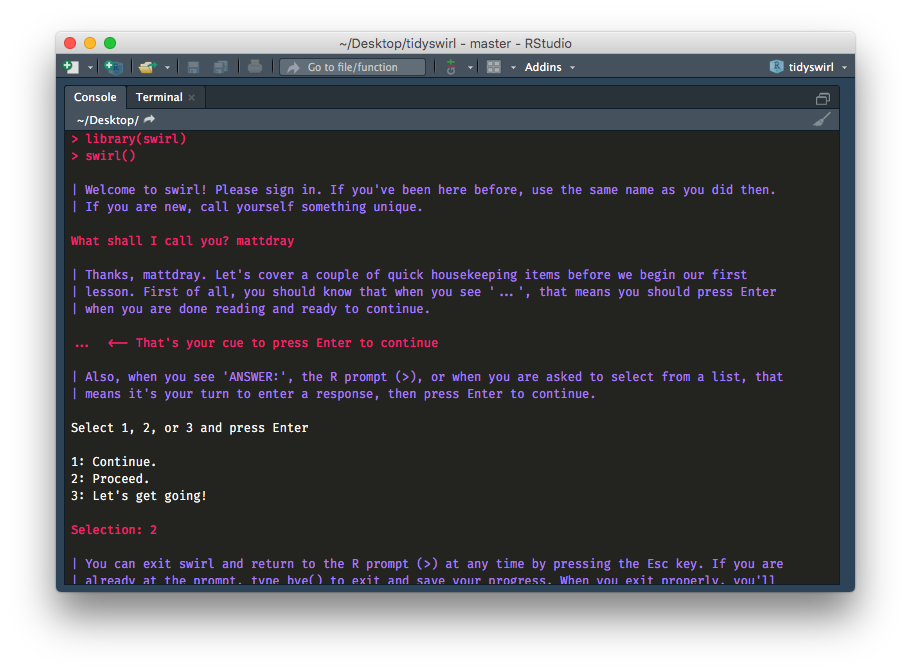 ~/Desktop/tidyswirl - master - RStudio
Go to file/function
Addins
R tidyswirl
Console Terminal
~/Desktop/
> library(swirl)
> swirl()
| Welcome to swirl! Please sign in. If you've been here before, use the same name as you did then.
| If you are new, call yourself something unique.
What shall I call you? mattdray
| Thanks, mattdray. Let's cover a couple of quick housekeeping items before we begin our first
| lesson. First of all, you should know that when you see '...', that means you should press Enter
| when you are done reading and ready to continue.
... <-- That's your cue to press Enter to continue
| Also, when you see 'ANSWER:', the R prompt (>), or when you are asked to select from a list, that
| means it's your turn to enter a response, then press Enter to continue.
Select 1, 2, or 3 and press Enter
1: Continue.
2: Proceed.
3: Let's get going!
Selection: 2
| You can exit swirl and return to the R prompt (>) at any time by pressing the Esc key. If you are
| already at the prompt, type bye() to exit and save your progress. When you exit properly, you'll